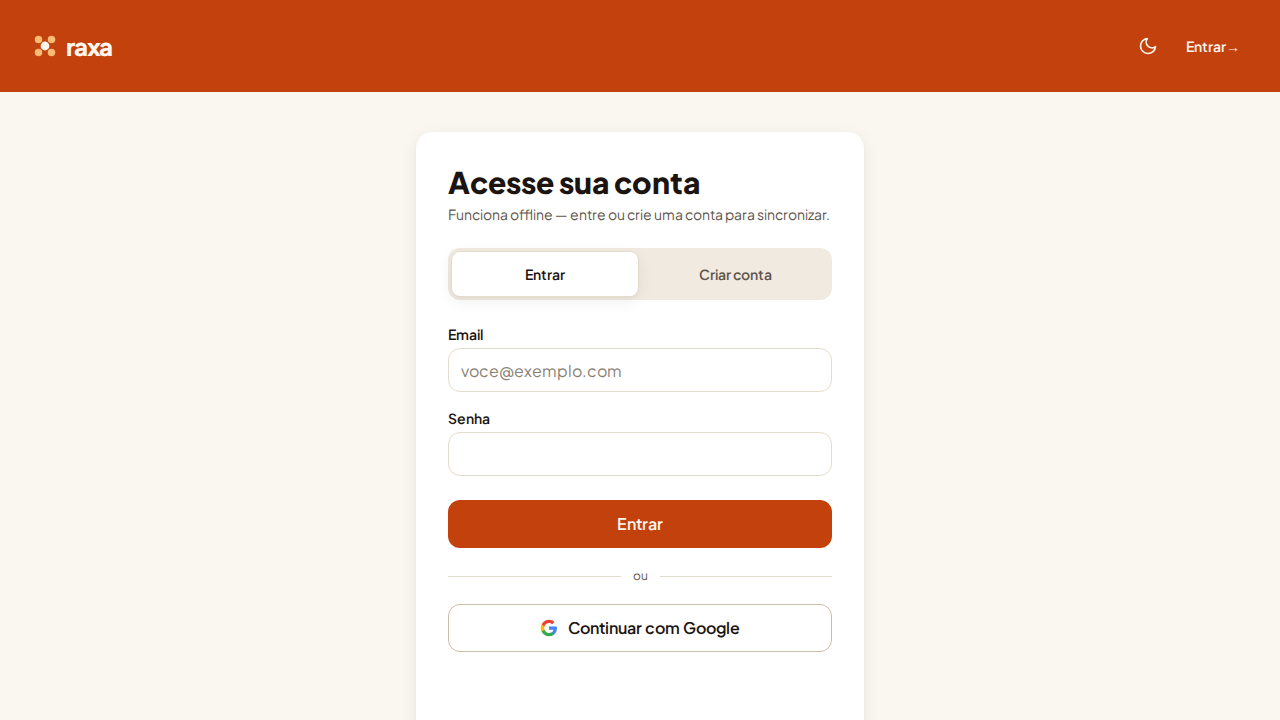 raxa
Entrar→
Acesse sua conta
Funciona offline — entre ou crie uma conta para sincronizar.
Entrar
Criar conta
Email
voce@exemplo.com
Senha
Entrar
ou
Continuar com Google